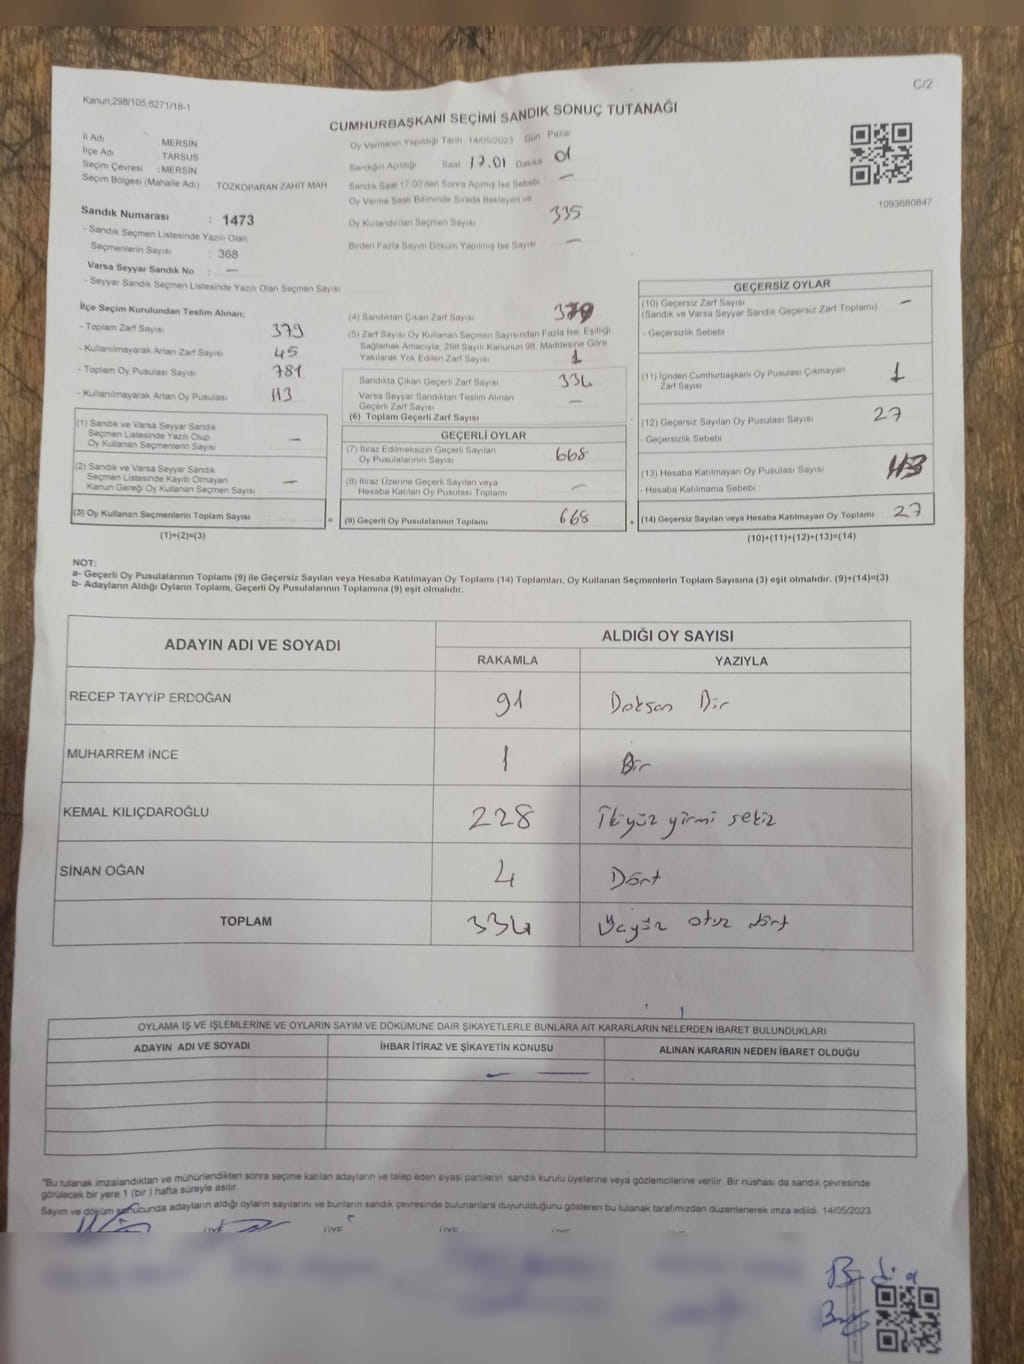 C/2
Kanun:298/105,6271/18-1
CUMHURBAŞKANI SEÇİMİ SANDIK SONUÇ TUTANAĞI
İl Adı MERSİN
İlçe Adı TARSUS
Seçim Çevresi : MERSİN
Seçim Bölgesi (Mahalle Adı) : TOZKOPARAN ZAHİT MAH
Sandık Numarası : 1473
- Sandık Seçmen Listesinde Yazılı Olan
Seçmenlerin Sayısı : 368
Varsa Seyyar Sandık No : —
- Seyyar Sandık Seçmen Listesinde Yazılı Olan Seçmen Sayısı
Oy Vermenin Yapıldığı Tarih 14/05/2023 Gün Pazar
Sandığın Açıldığı Saat 17.01 Dakika 01
Sandık Saat 17:00'den Sonra Açılmış İse Sebebi —
Oy Verme Saati Bitiminde Sırada Bekleyen ve
Oy Kullandırılan Seçmen Sayısı 335
Birden Fazla Sayım Döküm Yapılmış İse Sayısı —
1093680847
İlçe Seçim Kurulundan Teslim Alınan;
- Toplam Zarf Sayısı 379
- Kullanılmayarak Artan Zarf Sayısı 45
- Toplam Oy Pusulası Sayısı 781
- Kullanılmayarak Artan Oy Pusulası 113
(1) Sandık ve Varsa Seyyar Sandık
Seçmen Listesinde Yazılı Olup
Oy Kullanan Seçmenlerin Sayısı —
(2) Sandık ve Varsa Seyyar Sandık
Seçmen Listesinde Kayıtlı Olmayan
Kanun Gereği Oy Kullanan Seçmen Sayısı —
(3) Oy Kullanan Seçmenlerin Toplam Sayısı =
(1)+(2)=(3)
(4) Sandıktan Çıkan Zarf Sayısı 379
(5) Zarf Sayısı Oy Kullanan Seçmen Sayısından Fazla İse, Eşitliği
Sağlamak Amacıyla, 298 Sayılı Kanunun 98. Maddesine Göre
Yakılarak Yok Edilen Zarf Sayısı 1
Sandıkta Çıkan Geçerli Zarf Sayısı 334
Varsa Seyyar Sandıktan Teslim Alınan
Geçerli Zarf Sayısı —
(6) Toplam Geçerli Zarf Sayısı
GEÇERLİ OYLAR
(7) İtiraz Edilmeksizin Geçerli Sayılan
Oy Pusulalarının Sayısı 668
(8) İtiraz Üzerine Geçerli Sayılan veya
Hesaba Katılan Oy Pusulası Toplamı —
(9) Geçerli Oy Pusulalarının Toplamı 668 +
GEÇERSİZ OYLAR
(10) Geçersiz Zarf Sayısı
(Sandık ve Varsa Seyyar Sandık Geçersiz Zarf Toplamı) —
- Geçersizlik Sebebi
(11) İçinden Cumhurbaşkanı Oy Pusulası Çıkmayan
Zarf Sayısı 1
(12) Geçersiz Sayılan Oy Pusulası Sayısı 27
- Geçersizlik Sebebi
(13) Hesaba Katılmayan Oy Pusulası Sayısı
- Hesaba Katılmama Sebebi
(14) Geçersiz Sayılan veya Hesaba Katılmayan Oy Toplamı : 27
(10)+(11)+(12)+(13)=(14)
NOT:
a- Geçerli Oy Pusulalarının Toplamı (9) ile Geçersiz Sayılan veya Hesaba Katılmayan Oy Toplamı (14) Toplamları, Oy Kullanan Seçmenlerin Toplam Sayısına (3) eşit olmalıdır. (9)+(14)=(3)
b- Adayların Aldığı Oyların Toplamı, Geçerli Oy Pusulalarının Toplamına (9) eşit olmalıdır.
ADAYIN ADI VE SOYADI ALDIĞI OY SAYISI
RAKAMLA YAZIYLA
RECEP TAYYİP ERDOĞAN 91 Doksan Bir
MUHARREM İNCE 1 Bir
KEMAL KILIÇDAROĞLU 228 İkiyüz yirmi sekiz
SİNAN OĞAN 4 Dört
TOPLAM 334 otuz dört
OYLAMA İŞ VE İŞLEMLERİNE VE OYLARIN SAYIM VE DÖKÜMÜNE DAİR ŞİKAYETLERLE BUNLARA AİT KARARLARIN NELERDEN İBARET BULUNDUKLARI
ADAYIN ADI VE SOYADI İHBAR İTİRAZ VE ŞİKAYETİN KONUSU ALINAN KARARIN NEDEN İBARET OLDUĞU
"Bu tutanak imzalandıktan ve mühürlendikten sonra seçime katılan adayların ve talep eden siyasi partilerin sandık kurulu üyelerine veya gözlemcilerine verilir. Bir nüshası da sandık çevresinde
görülecek bir yere 1 (bir ) hafta süreyle asılır.
Sayım ve döküm sonucunda adayların aldığı oyların sayılarını ve bunların sandık çevresinde bulunanlara duyurulduğunu gösteren bu tutanak tarafımızdan düzenlenerek imza edildi. 14/05/2023
ÜYE ÜYE ÜYE ÜYE